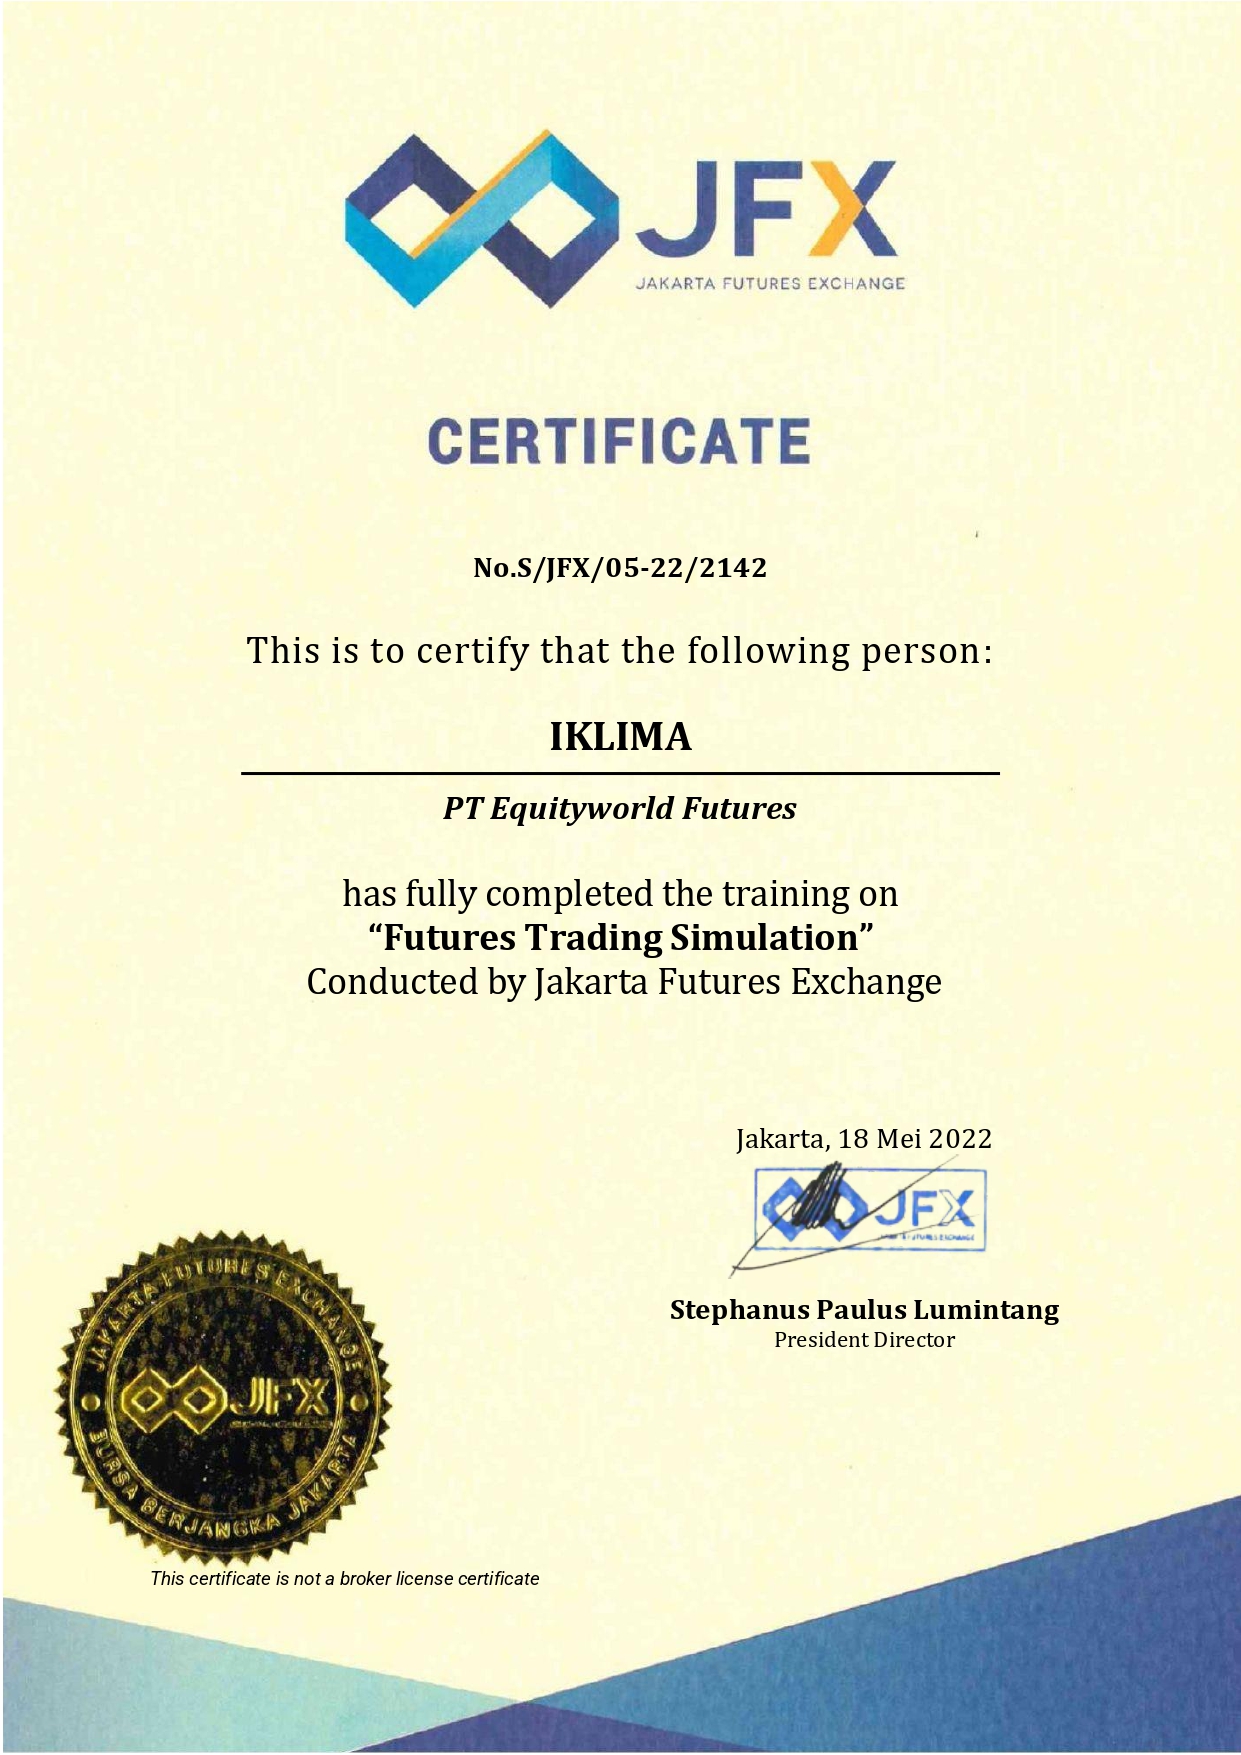 JFX
JAKARTA FUTURES EXCHANGE
CERTIFICATE
No.S/JFX/05-22/2142
This is to certify that the following person:
IKLIMA
PT Equityworld Futures
has fully completed the training on
“Futures Trading Simulation”
Conducted by Jakarta Futures Exchange
Jakarta, 18 Mei 2022
JFX
JAKARTA FUTURES EXCHANGE
Stephanus Paulus Lumintang
President Director
JAKARTA FUTURES EXCHANGE
JFX
BURSA BERJANGKA JAKARTA
This certificate is not a broker license certificate